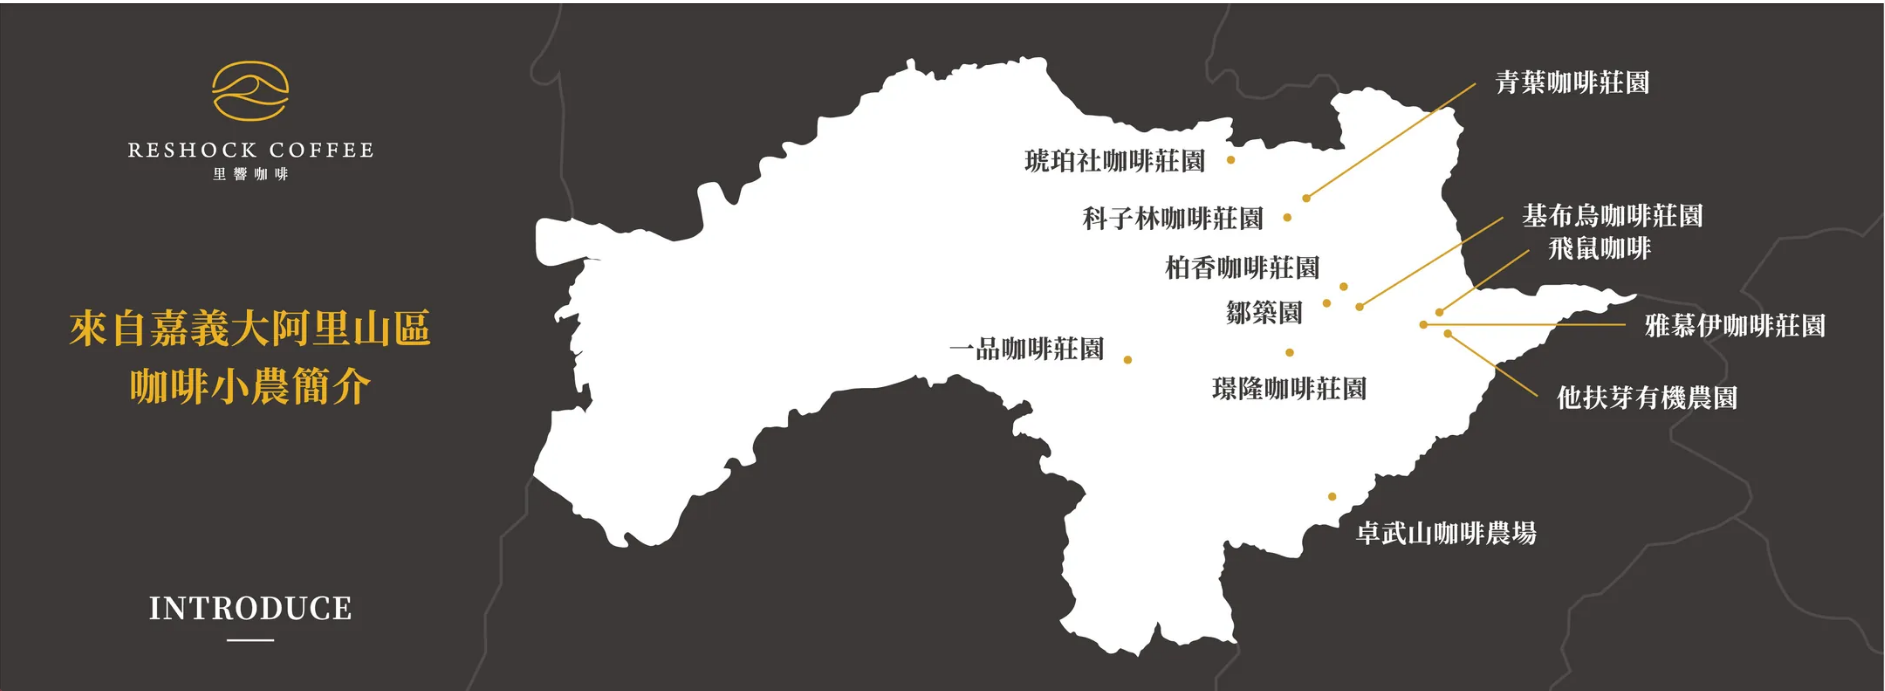 RESHOCK COFFEE
里響咖啡
來自嘉義大阿里山區
咖啡小農簡介
INTRODUCE
青葉咖啡莊園
琥珀社咖啡莊園
科子林咖啡莊園
基布烏咖啡莊園
飛鼠咖啡
柏香咖啡莊園
鄒築園
雅慕伊咖啡莊園
一品咖啡莊園
璟隆咖啡莊園
他扶芽有機農園
卓武山咖啡農場